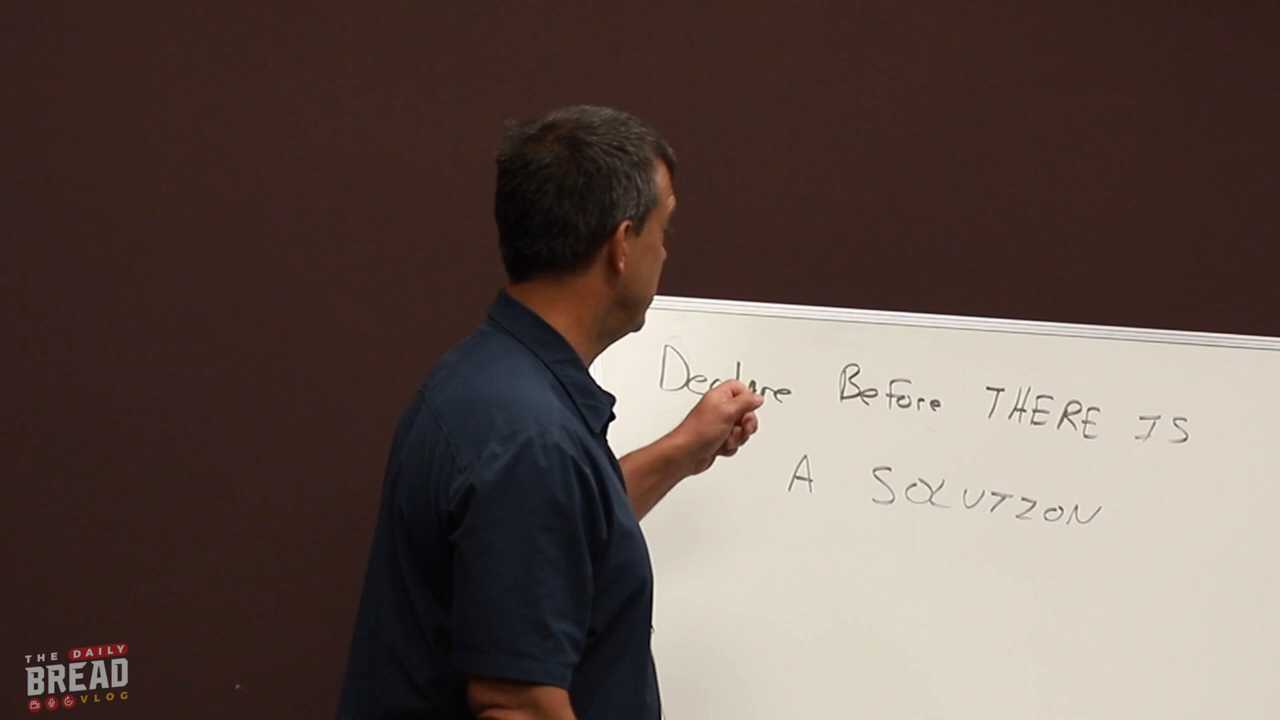 Declare Before THERE IS
A SOLUTION
THE DAILY
BREAD
VLOG